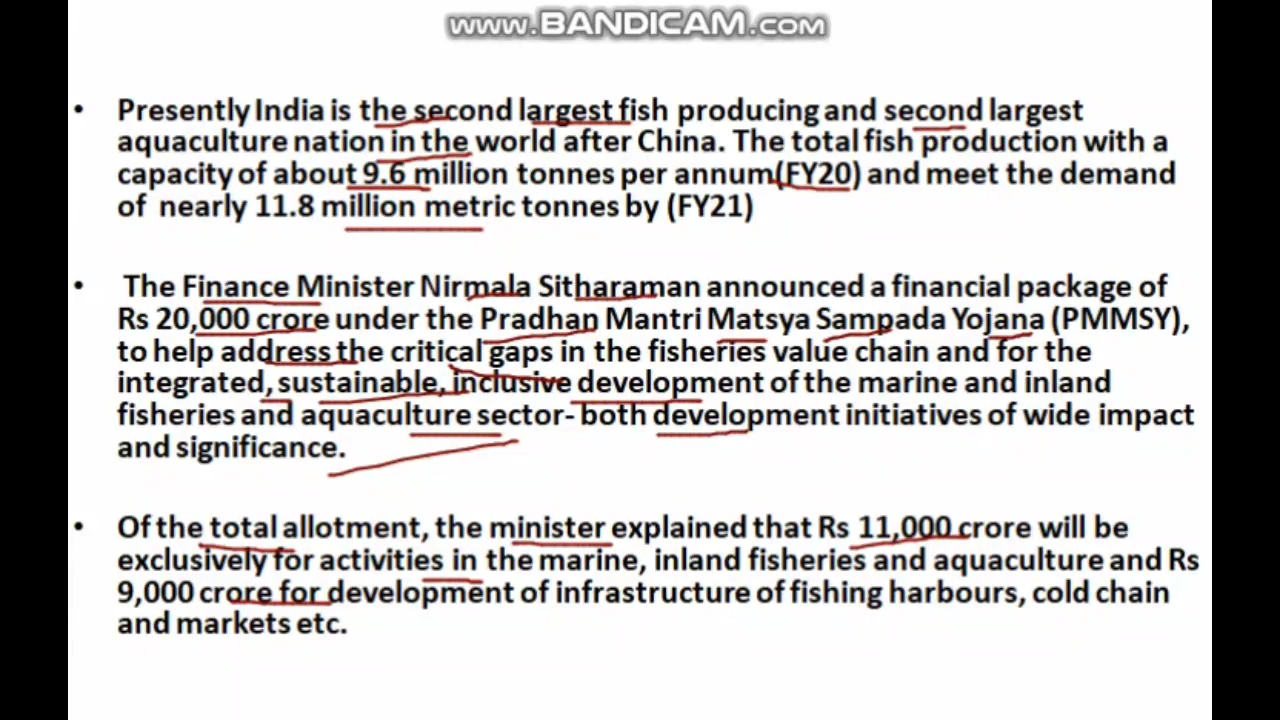 www.BANDICAM.com
• Presently India is the second largest fish producing and second largest
aquaculture nation in the world after China. The total fish production with a
capacity of about 9.6 million tonnes per annum(FY20) and meet the demand
of nearly 11.8 million metric tonnes by (FY21)
• The Finance Minister Nirmala Sitharaman announced a financial package of
Rs 20,000 crore under the Pradhan Mantri Matsya Sampada Yojana (PMMSY),
to help address the critical gaps in the fisheries value chain and for the
integrated, sustainable, inclusive development of the marine and inland
fisheries and aquaculture sector- both development initiatives of wide impact
and significance.
• Of the total allotment, the minister explained that Rs 11,000 crore will be
exclusively for activities in the marine, inland fisheries and aquaculture and Rs
9,000 crore for development of infrastructure of fishing harbours, cold chain
and markets etc.